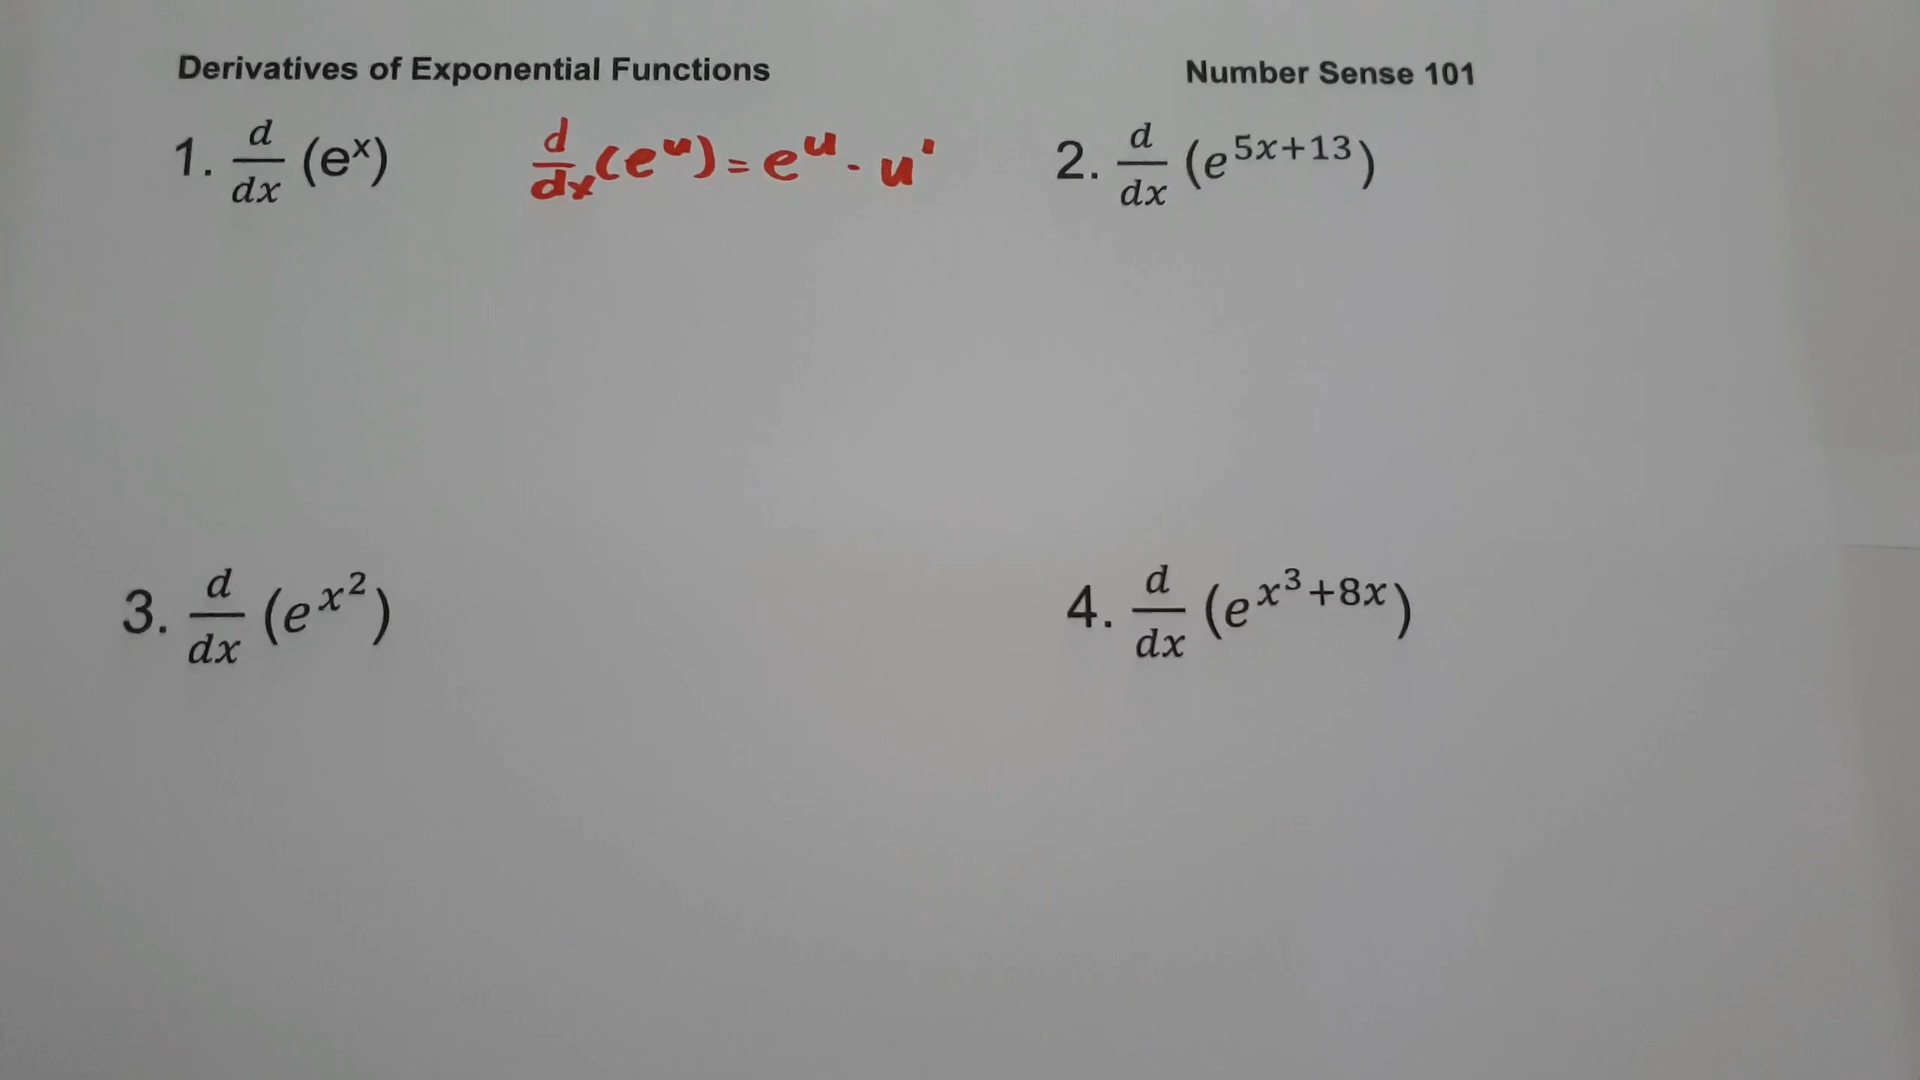 Derivatives of Exponential Functions
Number Sense 101
1. d/dx (eˣ)
d/dx (eᵘ) = eᵘ · u'
2. d/dx (e^(5x+13))
3. d/dx (e^(x²))
4. d/dx (e^(x³+8x))